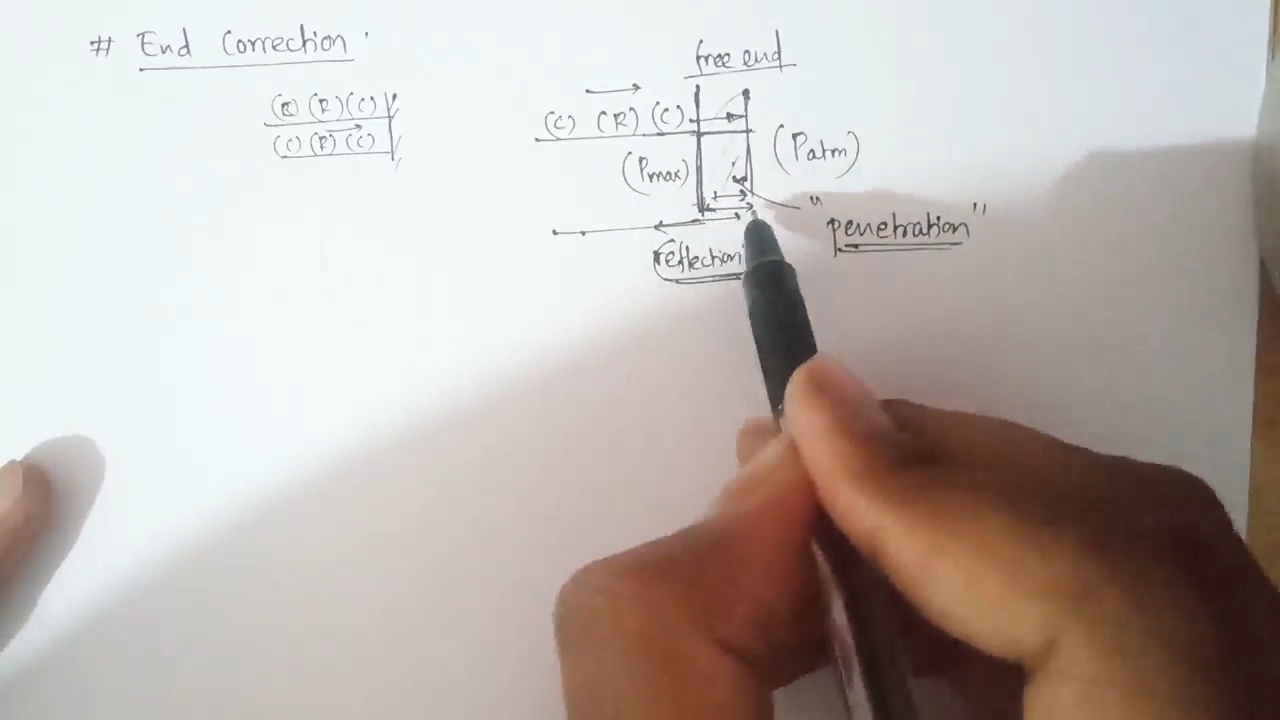 # End Correction
free end
(R) (R) (C)
(C) (R) (C)
(C) (R) (C)
(Pmax)
(Patm)
"penetration"
reflection